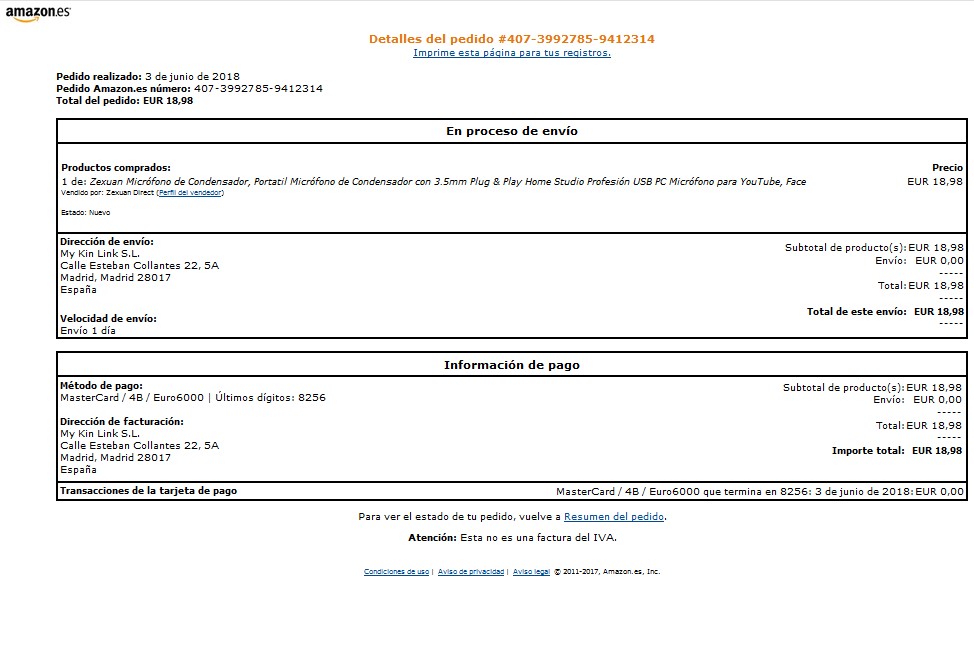 amazon.es
Detalles del pedido #407-3992785-9412314
Imprime esta página para tus registros.
Pedido realizado: 3 de junio de 2018
Pedido Amazon.es número: 407-3992785-9412314
Total del pedido: EUR 18,98
En proceso de envío
Productos comprados: Precio
1 de: Zexuan Micrófono de Condensador, Portatil Micrófono de Condensador con 3.5mm Plug & Play Home Studio Profesión USB PC Micrófono para YouTube, Face EUR 18,98
Vendido por: Zexuan Direct (Perfil del vendedor)
Estado: Nuevo
Dirección de envío:
My Kin Link S.L.
Calle Esteban Collantes 22, 5A
Madrid, Madrid 28017
España
Velocidad de envío:
Envío 1 día
Subtotal de producto(s): EUR 18,98
Envío: EUR 0,00
-----
Total: EUR 18,98
-----
Total de este envío: EUR 18,98
-----
Información de pago
Método de pago:
MasterCard / 4B / Euro6000 | Últimos dígitos: 8256
Dirección de facturación:
My Kin Link S.L.
Calle Esteban Collantes 22, 5A
Madrid, Madrid 28017
España
Subtotal de producto(s): EUR 18,98
Envío: EUR 0,00
-----
Total: EUR 18,98
-----
Importe total: EUR 18,98
Transacciones de la tarjeta de pago MasterCard / 4B / Euro6000 que termina en 8256: 3 de junio de 2018: EUR 0,00
Para ver el estado de tu pedido, vuelve a Resumen del pedido.
Atención: Esta no es una factura del IVA.
Condiciones de uso | Aviso de privacidad | Aviso legal © 2011-2017, Amazon.es, Inc.